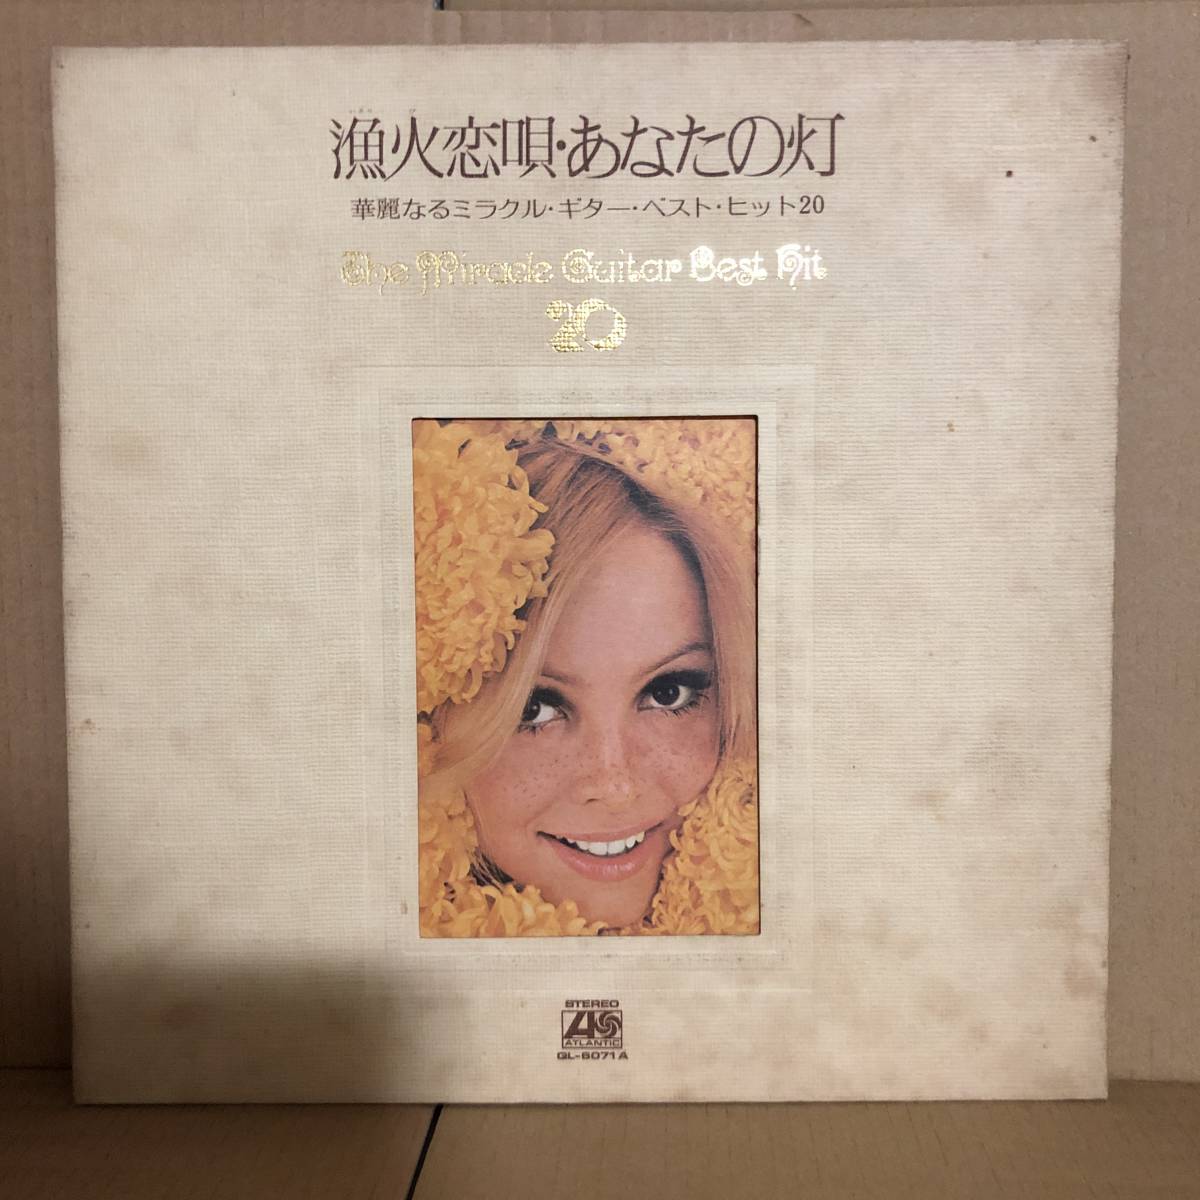 漁火恋唄・あなたの灯
華麗なるミラクル・ギター・ベスト・ヒット20
The Miracle Guitar Best Hit
20
STEREO
ATLANTIC
QL-6071A